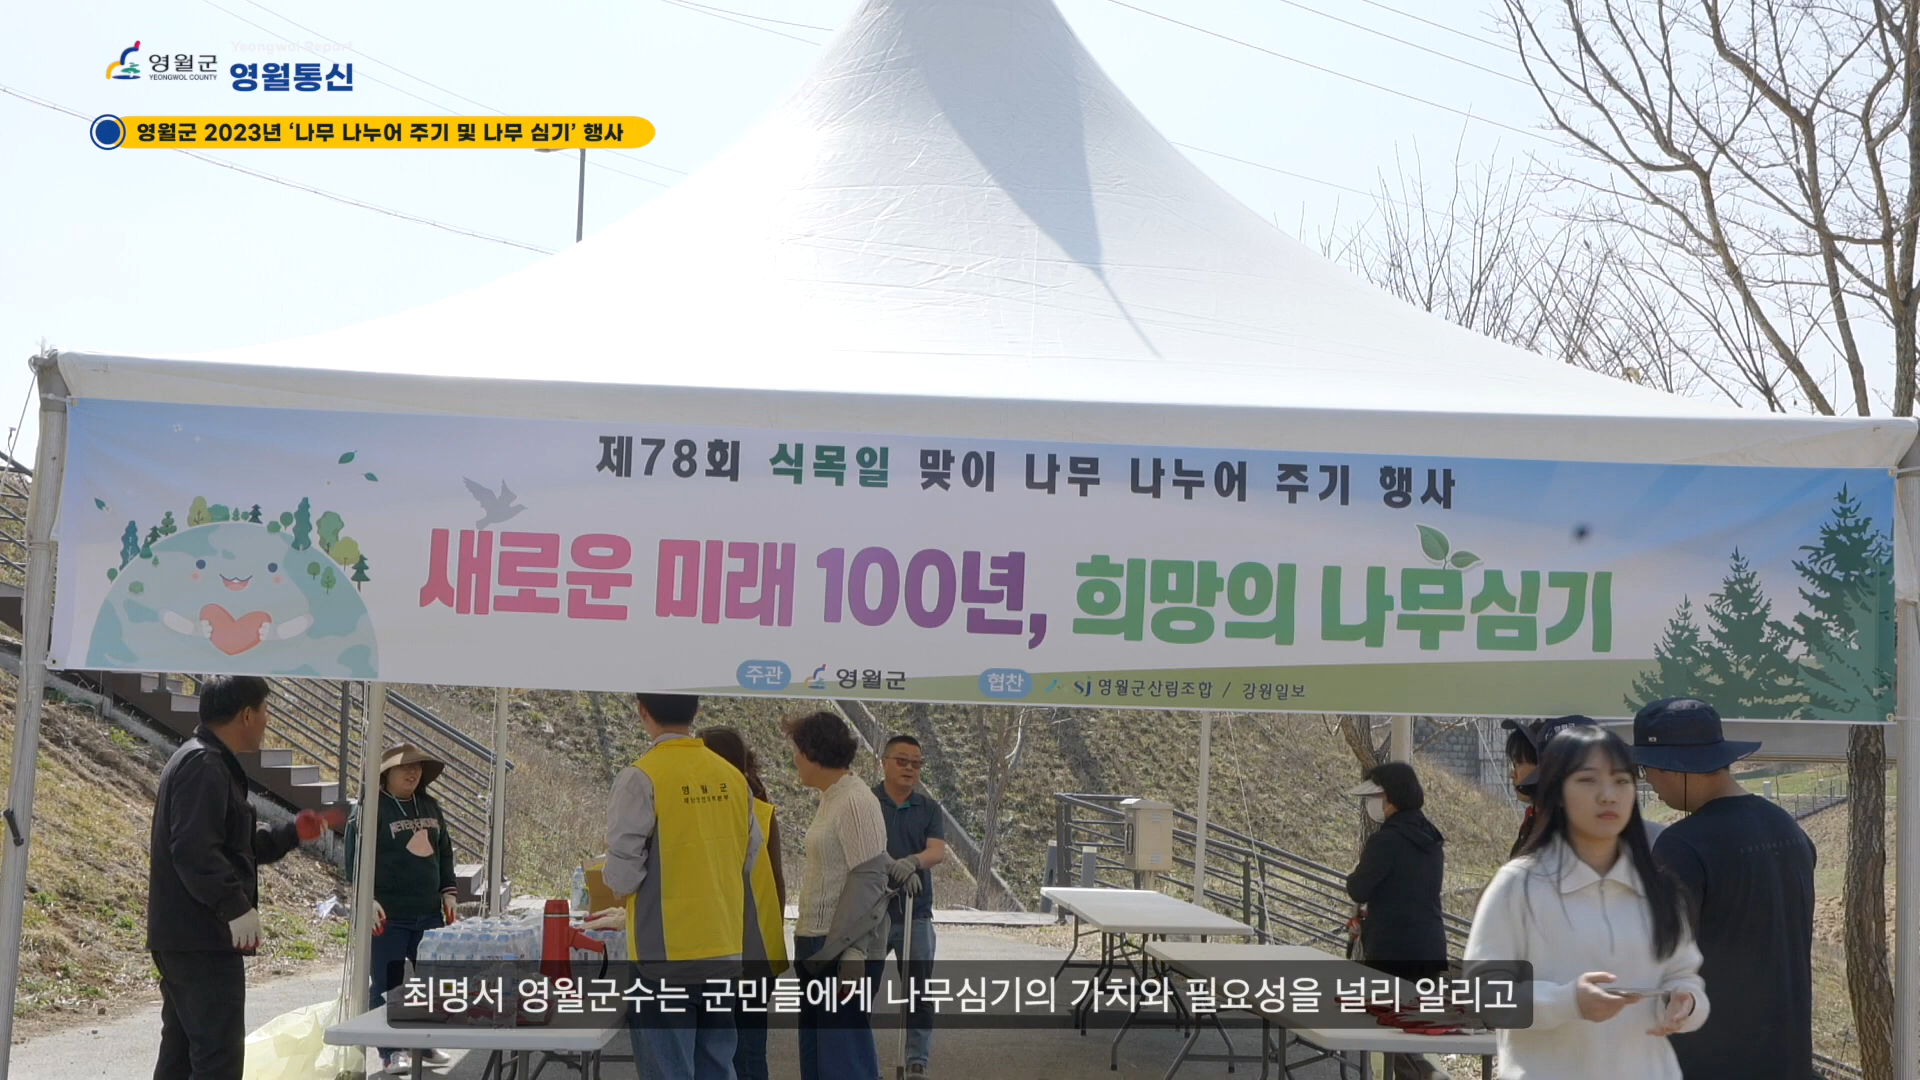 Yeongwol Report
영월군
YEONGWOL COUNTY
영월통신
영월군 2023년 ‘나무 나누어 주기 및 나무 심기’ 행사
제78회 식목일 맞이 나무 나누어 주기 행사
새로운 미래 100년, 희망의 나무심기
주관 영월군 협찬 SJ 영월군산림조합 / 강원일보
영월군
최명서 영월군수는 군민들에게 나무심기의 가치와 필요성을 널리 알리고